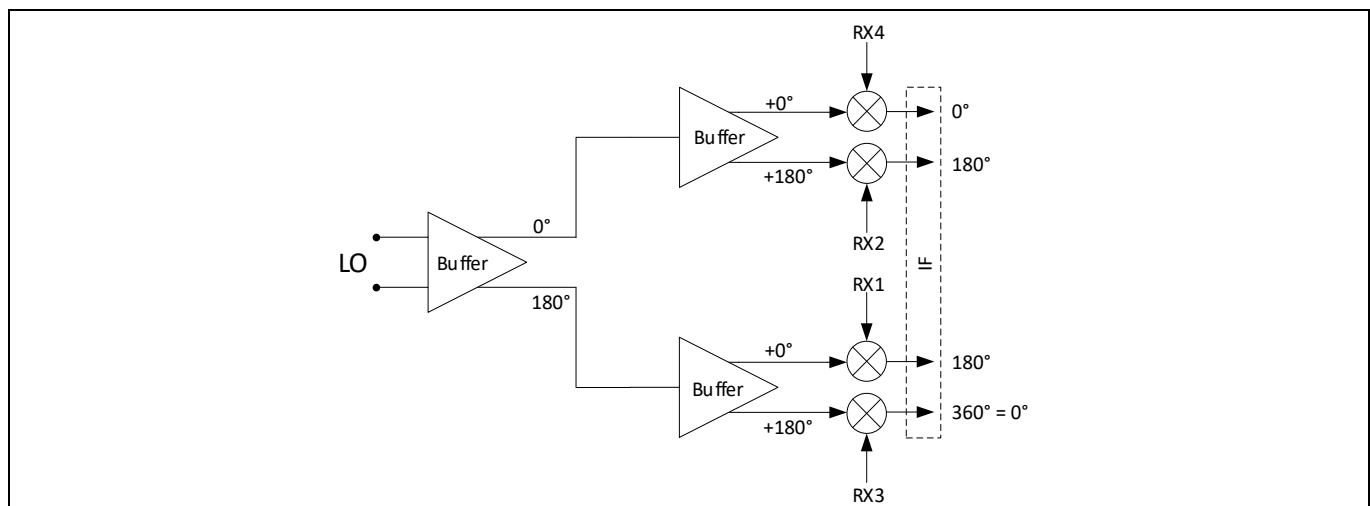 RX4
+0°
0°
Buffer
+180°
180°
0°
RX2
LO
Buffer
IF
180°
RX1
+0°
180°
Buffer
+180°
360° = 0°
RX3